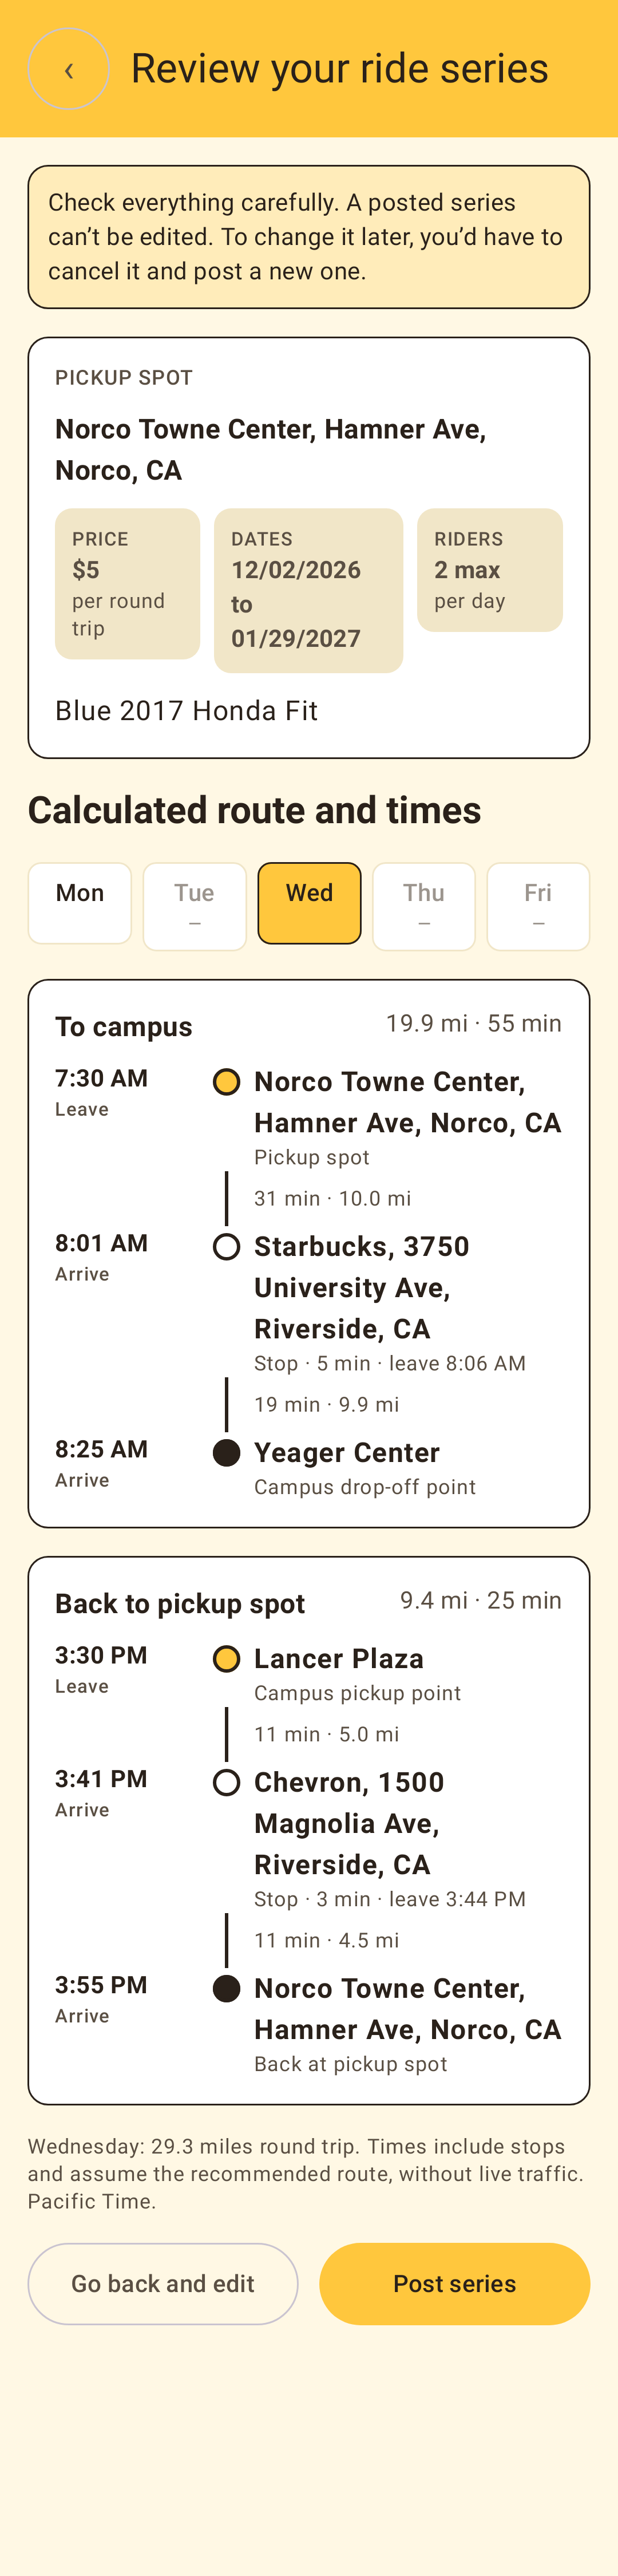 ‹
Review your ride series
Check everything carefully. A posted series
can’t be edited. To change it later, you’d have to
cancel it and post a new one.
PICKUP SPOT
Norco Towne Center, Hamner Ave,
Norco, CA
PRICE
$5
per round
trip
DATES
12/02/2026
to
01/29/2027
RIDERS
2 max
per day
Blue 2017 Honda Fit
Calculated route and times
Mon
Tue
–
Wed
Thu
–
Fri
–
To campus
19.9 mi · 55 min
7:30 AM
Leave
Norco Towne Center,
Hamner Ave, Norco, CA
Pickup spot
31 min · 10.0 mi
8:01 AM
Arrive
Starbucks, 3750
University Ave,
Riverside, CA
Stop · 5 min · leave 8:06 AM
19 min · 9.9 mi
8:25 AM
Arrive
Yeager Center
Campus drop-off point
Back to pickup spot
9.4 mi · 25 min
3:30 PM
Leave
Lancer Plaza
Campus pickup point
11 min · 5.0 mi
3:41 PM
Arrive
Chevron, 1500
Magnolia Ave,
Riverside, CA
Stop · 3 min · leave 3:44 PM
11 min · 4.5 mi
3:55 PM
Arrive
Norco Towne Center,
Hamner Ave, Norco, CA
Back at pickup spot
Wednesday: 29.3 miles round trip. Times include stops
and assume the recommended route, without live traffic.
Pacific Time.
Go back and edit
Post series